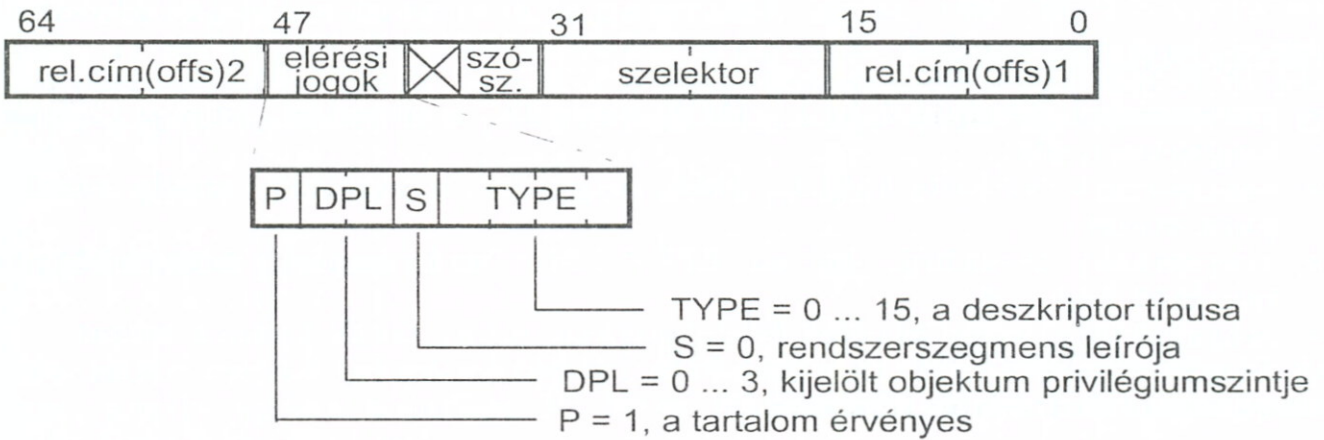 64 47 31 15 0
rel.cím(offs)2 elérési jogok szó-sz. szelektor rel.cím(offs)1
P DPL S TYPE
TYPE = 0 ... 15, a deszkriptor típusa
S = 0, rendszerszegmens leírója
DPL = 0 ... 3, kijelölt objektum privilégiumszintje
P = 1, a tartalom érvényes